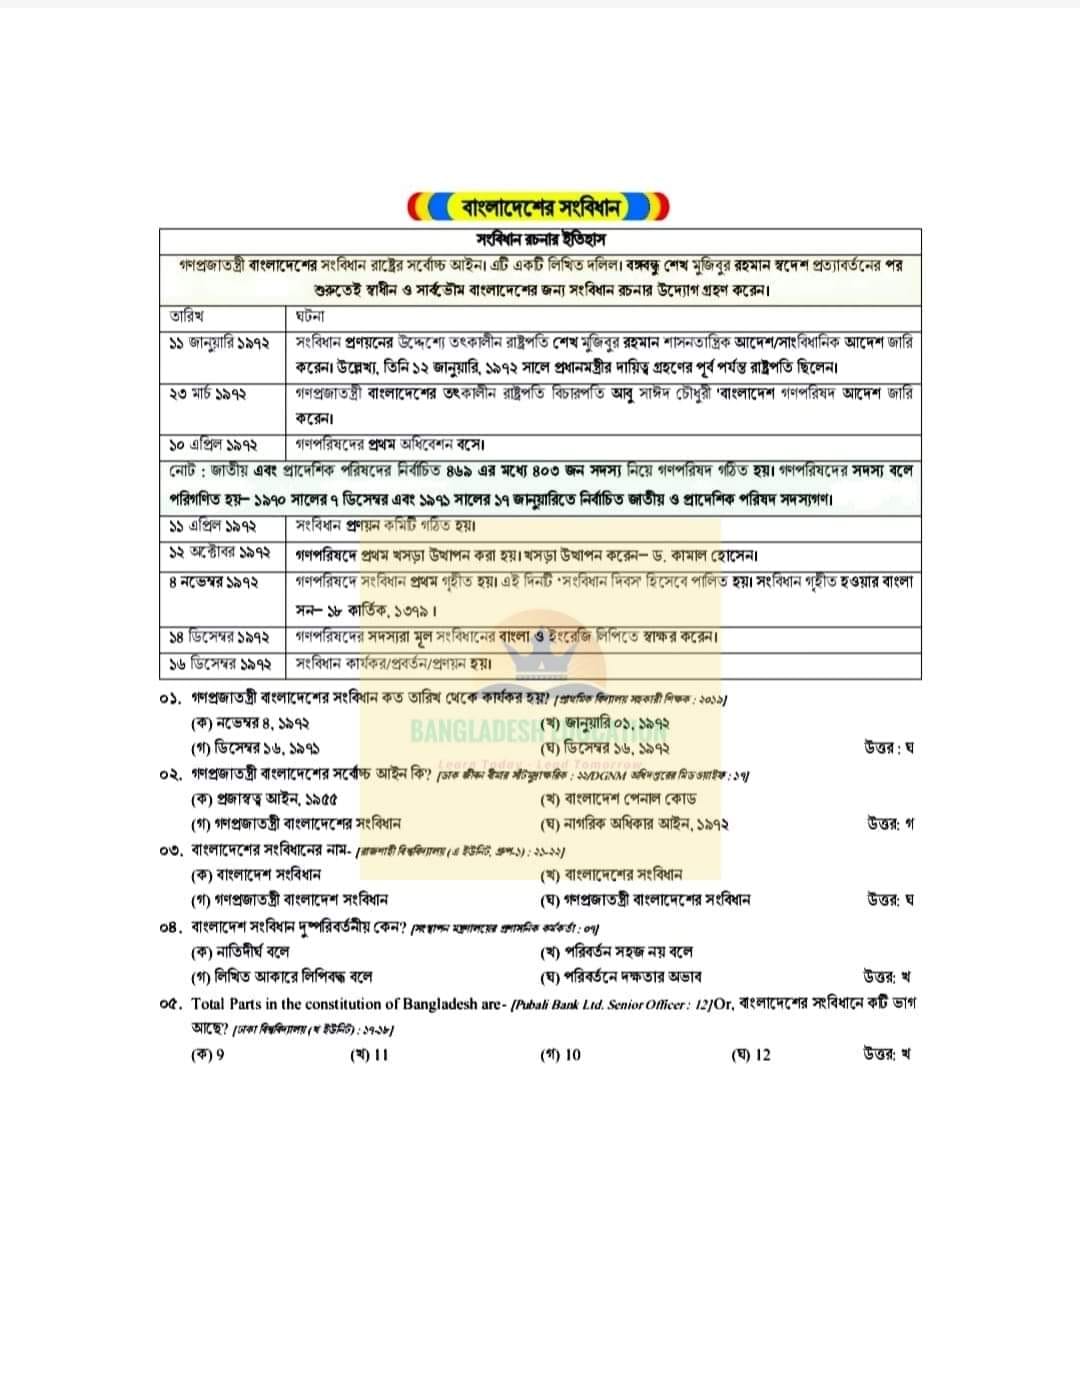 বাংলাদেশের সংবিধান
সংবিধান রচনার ইতিহাস
গণপ্রজাতন্ত্রী বাংলাদেশের সংবিধান রাষ্ট্রের সর্বোচ্চ আইন। এটি একটি লিখিত দলিল। বঙ্গবন্ধু শেখ মুজিবুর রহমান স্বদেশ প্রত্যাবর্তনের পর
শুরুতেই স্বাধীন ও সার্বভৌম বাংলাদেশের জন্য সংবিধান রচনার উদ্যোগ গ্রহণ করেন।
তারিখ ঘটনা
১১ জানুয়ারি ১৯৭২ সংবিধান প্রণয়নের উদ্দেশ্যে তৎকালীন রাষ্ট্রপতি শেখ মুজিবুর রহমান শাসনতান্ত্রিক আদেশ/সাংবিধানিক আদেশ জারি
করেন। উল্লেখ্য, তিনি ১২ জানুয়ারি, ১৯৭২ সালে প্রধানমন্ত্রীর দায়িত্ব গ্রহণের পূর্ব পর্যন্ত রাষ্ট্রপতি ছিলেন।
২৩ মার্চ ১৯৭২ গণপ্রজাতন্ত্রী বাংলাদেশের তৎকালীন রাষ্ট্রপতি বিচারপতি আবু সাঈদ চৌধুরী 'বাংলাদেশ গণপরিষদ আদেশ জারি
করেন।
১০ এপ্রিল ১৯৭২ গণপরিষদের প্রথম অধিবেশন বসে।
নোট : জাতীয় এবং প্রাদেশিক পরিষদের নির্বাচিত ৪৬৯ এর মধ্যে ৪০৩ জন সদস্য নিয়ে গণপরিষদ গঠিত হয়। গণপরিষদের সদস্য বলে
পরিগণিত হয়– ১৯৭০ সালের ৭ ডিসেম্বর এবং ১৯৭১ সালের ১৭ জানুয়ারিতে নির্বাচিত জাতীয় ও প্রাদেশিক পরিষদ সদস্যগণ।
১১ এপ্রিল ১৯৭২ সংবিধান প্রণয়ন কমিটি গঠিত হয়।
১২ অক্টোবর ১৯৭২ গণপরিষদে প্রথম খসড়া উত্থাপন করা হয়। খসড়া উত্থাপন করেন– ড. কামাল হোসেন।
৪ নভেম্বর ১৯৭২ গণপরিষদে সংবিধান প্রথম গৃহীত হয়। এই দিনটি 'সংবিধান দিবস' হিসেবে পালিত হয়। সংবিধান গৃহীত হওয়ার বাংলা
সন– ১৮ কার্তিক, ১৩৭৯ ।
১৪ ডিসেম্বর ১৯৭২ গণপরিষদের সদস্যরা মূল সংবিধানের বাংলা ও ইংরেজি লিপিতে স্বাক্ষর করেন।
১৬ ডিসেম্বর ১৯৭২ সংবিধান কার্যকর/প্রবর্তন/প্রণয়ন হয়।
০১. গণপ্রজাতন্ত্রী বাংলাদেশের সংবিধান কত তারিখ থেকে কার্যকর হয়? [প্রাথমিক বিদ্যালয় সহকারী শিক্ষক : ২০১৯]
(ক) নভেম্বর ৪, ১৯৭২ (খ) জানুয়ারি ০১, ১৯৭২
BANGLADESH EDUCATION
(গ) ডিসেম্বর ১৬, ১৯৭১ (ঘ) ডিসেম্বর ১৬, ১৯৭২ উত্তর : ঘ
Learn Today - Lead Tomorrow
০২. গণপ্রজাতন্ত্রী বাংলাদেশের সর্বোচ্চ আইন কি? [ডাক জীবন বীমার সাঁটমুদ্রাক্ষরিক : ২২/DGNM অধিদপ্তরের মিডওয়াইফ : ১৭]
(ক) প্রজাস্বত্ব আইন, ১৯৫৫ (খ) বাংলাদেশ পেনাল কোড
(গ) গণপ্রজাতন্ত্রী বাংলাদেশের সংবিধান (ঘ) নাগরিক অধিকার আইন, ১৯৭২ উত্তর: গ
০৩. বাংলাদেশের সংবিধানের নাম- [রাজশাহী বিশ্ববিদ্যালয় (এ ইউনিট, গ্রুপ-১) : ২১-২২]
(ক) বাংলাদেশ সংবিধান (খ) বাংলাদেশের সংবিধান
(গ) গণপ্রজাতন্ত্রী বাংলাদেশ সংবিধান (ঘ) গণপ্রজাতন্ত্রী বাংলাদেশের সংবিধান উত্তর: ঘ
০৪. বাংলাদেশ সংবিধান দুষ্পরিবর্তনীয় কেন? [সংস্থাপন মন্ত্রণালয়ের প্রশাসনিক কর্মকর্তা : ০৭]
(ক) নাতিদীর্ঘ বলে (খ) পরিবর্তন সহজ নয় বলে
(গ) লিখিত আকারে লিপিবদ্ধ বলে (ঘ) পরিবর্তনে দক্ষতার অভাব উত্তর: খ
০৫. Total Parts in the constitution of Bangladesh are- [Pubali Bank Ltd. Senior Officer : 12]Or, বাংলাদেশের সংবিধানে কটি ভাগ
আছে? [ঢাকা বিশ্ববিদ্যালয় (খ ইউনিট) : ১৭-১৮]
(ক) 9 (খ) 11 (গ) 10 (ঘ) 12 উত্তর: খ